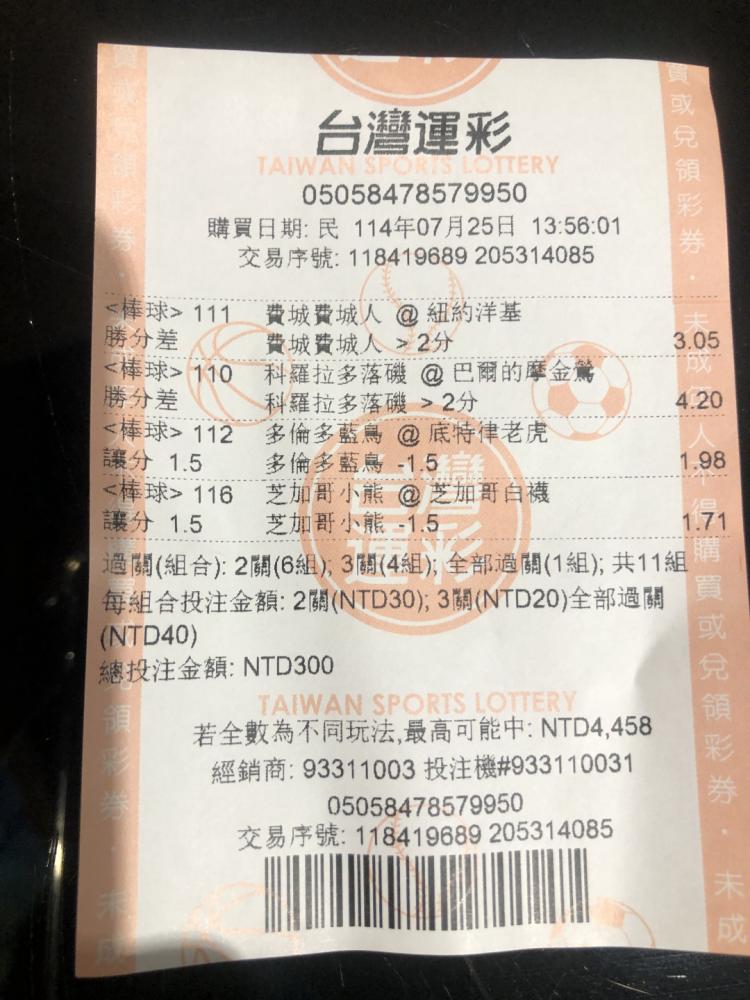 台灣運彩
TAIWAN SPORTS LOTTERY
05058478579950
購買日期: 民 114年07月25日 13:56:01
交易序號: 118419689 205314085
<棒球> 111 費城費城人 @ 紐約洋基
勝分差 費城費城人 > 2分 3.05
<棒球> 110 科羅拉多落磯 @ 巴爾的摩金鶯
勝分差 科羅拉多落磯 > 2分 4.20
<棒球> 112 多倫多藍鳥 @ 底特律老虎
讓分 1.5 多倫多藍鳥 -1.5 1.98
<棒球> 116 芝加哥小熊 @ 芝加哥白襪
讓分 1.5 芝加哥小熊 -1.5 1.71
過關(組合): 2關(6組); 3關(4組); 全部過關(1組); 共11組
每組合投注金額: 2關(NTD30); 3關(NTD20)全部過關
(NTD40)
總投注金額: NTD300
TAIWAN SPORTS LOTTERY
若全數為不同玩法,最高可能中: NTD4,458
經銷商: 93311003 投注機#933110031
05058478579950
交易序號: 118419689 205314085
台灣
運彩
買或兌領彩券．未成年人不得購買或兌領彩券．未成